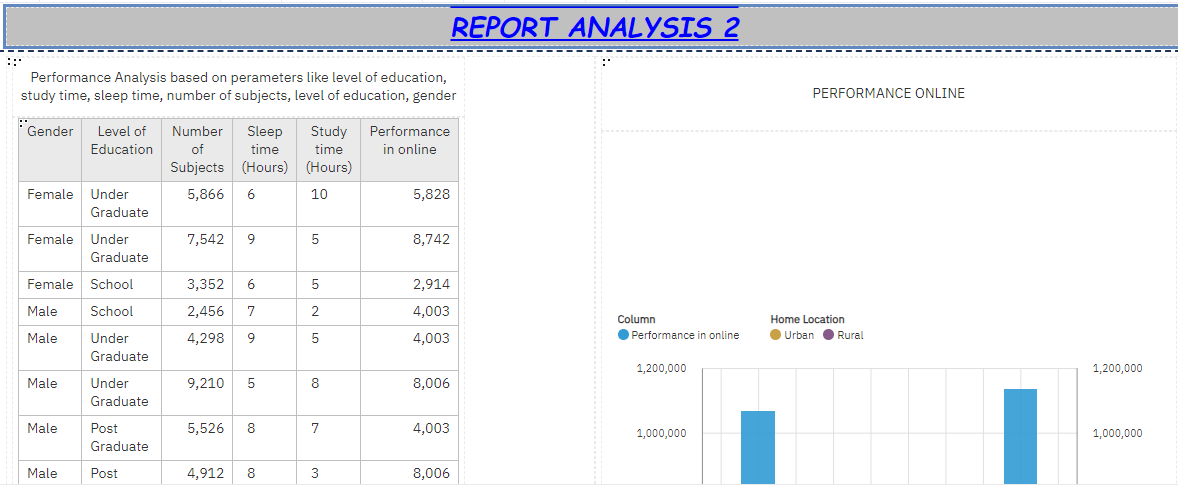 REPORT ANALYSIS 2
Performance Analysis based on perameters like level of education,
study time, sleep time, number of subjects, level of education, gender
Gender Level of Education Number of Subjects Sleep time (Hours) Study time (Hours) Performance in online
Female Under Graduate 5,866 6 10 5,828
Female Under Graduate 7,542 9 5 8,742
Female School 3,352 6 5 2,914
Male School 2,456 7 2 4,003
Male Under Graduate 4,298 9 5 4,003
Male Under Graduate 9,210 5 8 8,006
Male Post Graduate 5,526 8 7 4,003
Male Post 4,912 8 3 8,006
PERFORMANCE ONLINE
Column Home Location
Performance in online Urban Rural
1,200,000 1,200,000
1,000,000 1,000,000